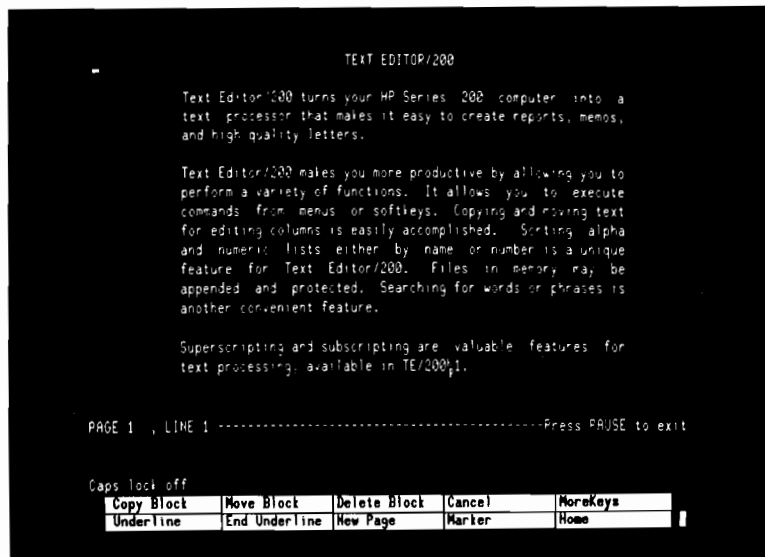 TEXT EDITOR/200
Text Editor/200 turns your HP Series 200 computer into a
text processor that makes it easy to create reports, memos,
and high quality letters.
Text Editor/200 makes you more productive by allowing you to
perform a variety of functions. It allows you to execute
commands from menus or softkeys. Copying and moving text
for editing columns is easily accomplished. Sorting alpha
and numeric lists either by name or number is a unique
feature for Text Editor/200. Files in memory may be
appended and protected. Searching for words or phrases is
another convenient feature.
Superscripting and subscripting are valuable features for
text processing, available in TE/200
PAGE 1 , LINE 1 ------------------------------------------Press PAUSE to exit
Caps lock off
Copy Block Move Block Delete Block Cancel MoreKeys
Underline End Underline New Page Marker Home